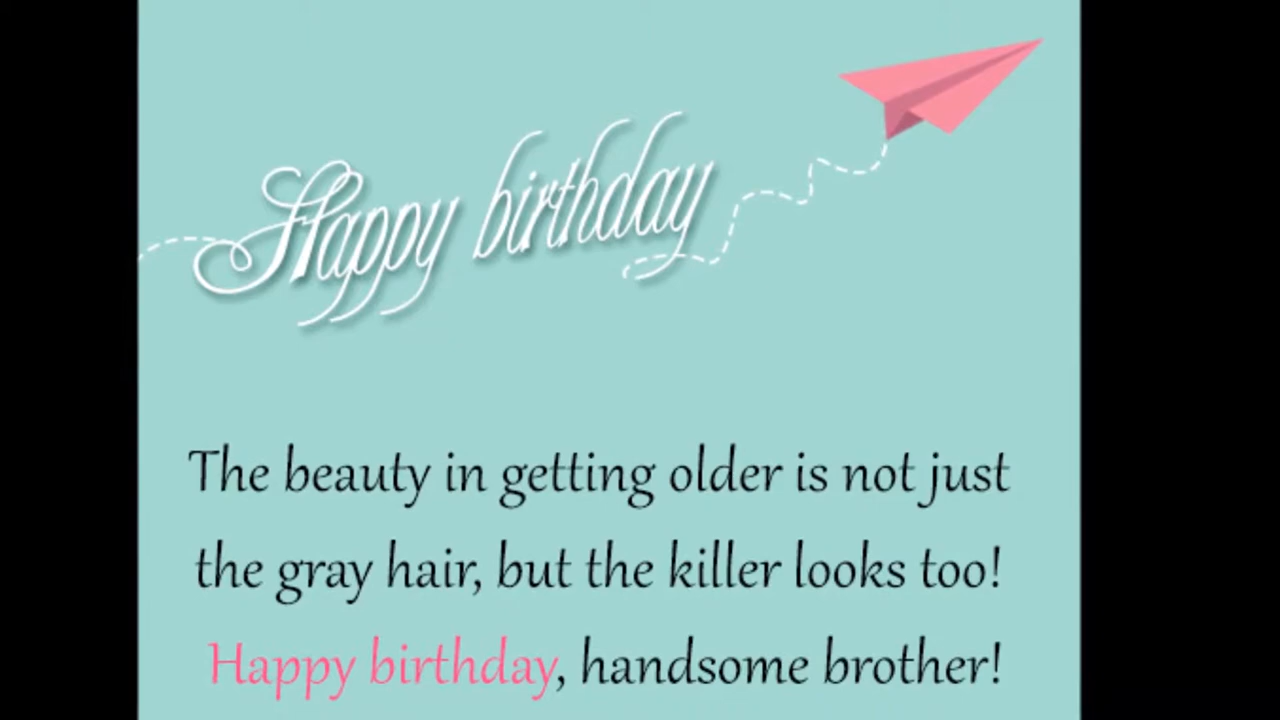 Happy birthday
The beauty in getting older is not just
the gray hair, but the killer looks too!
Happy birthday, handsome brother!